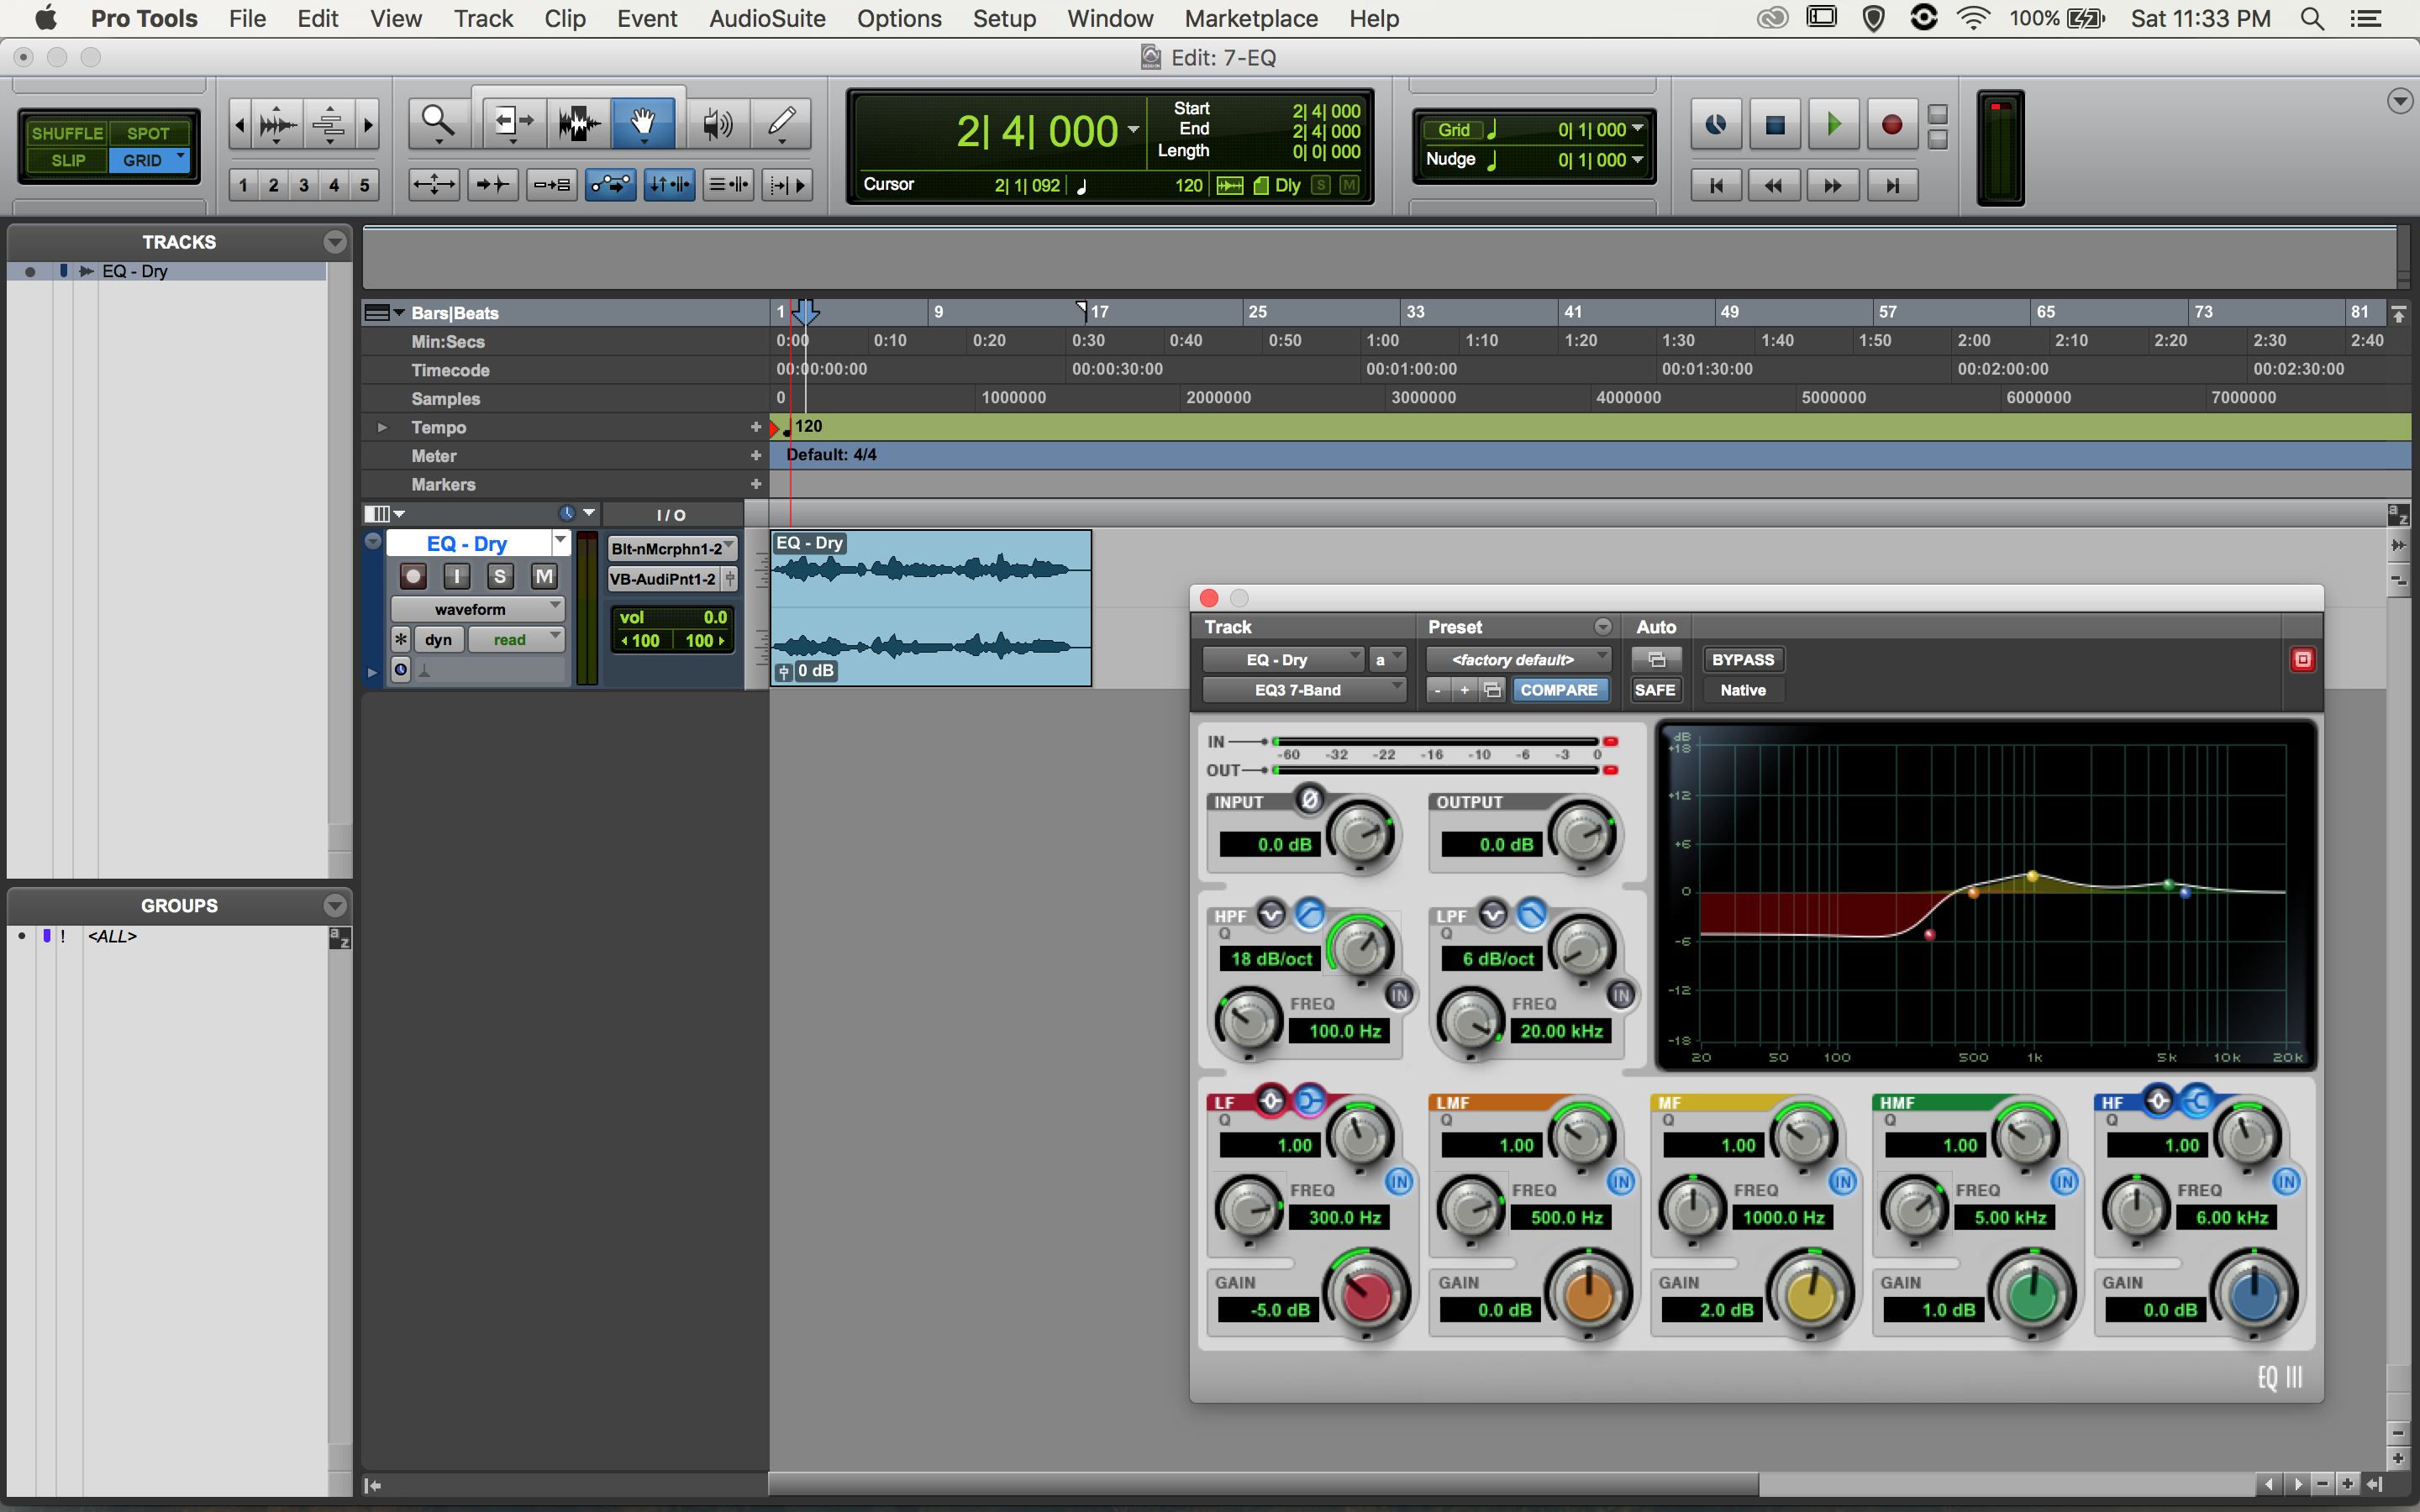 Pro Tools File Edit View Track Clip Event AudioSuite Options Setup Window Marketplace Help 100% Sat 11:33 PM
Edit: 7-EQ
SHUFFLE SPOT
SLIP GRID
1 2 3 4 5
2| 4| 000
Start 2| 4| 000
End 2| 4| 000
Length 0| 0| 000
Cursor 2| 1| 092 120 Dly S M
Grid 0| 1| 000
Nudge 0| 1| 000
TRACKS
EQ - Dry
GROUPS
! <ALL>
a z
Bars|Beats 1 9 17 25 33 41 49 57 65 73 81
Min:Secs 0:00 0:10 0:20 0:30 0:40 0:50 1:00 1:10 1:20 1:30 1:40 1:50 2:00 2:10 2:20 2:30 2:40
Timecode 00:00:00:00 00:00:30:00 00:01:00:00 00:01:30:00 00:02:00:00 00:02:30:00
Samples 0 1000000 2000000 3000000 4000000 5000000 6000000 7000000
Tempo + 120
Meter + Default: 4/4
Markers +
I / O
a z
EQ - Dry
I S M
waveform
* dyn read
Blt-nMcrphn1-2
VB-AudiPnt1-2
vol 0.0
100 100
EQ - Dry
0 dB
Track Preset Auto
EQ - Dry a <factory default> BYPASS
EQ3 7-Band - + COMPARE SAFE Native
IN
-60 -32 -22 -16 -10 -6 -3 0
OUT
INPUT Ø
0.0 dB
OUTPUT
0.0 dB
HPF
Q
18 dB/oct
IN
FREQ
100.0 Hz
LPF
Q
6 dB/oct
IN
FREQ
20.00 kHz
dB
+18
+12
+6
0
-6
-12
-18
20 50 100 500 1k 5k 10k 20k
LF
Q
1.00
IN
FREQ
300.0 Hz
GAIN
-5.0 dB
LMF
Q
1.00
IN
FREQ
500.0 Hz
GAIN
0.0 dB
MF
Q
1.00
IN
FREQ
1000.0 Hz
GAIN
2.0 dB
HMF
Q
1.00
IN
FREQ
5.00 kHz
GAIN
1.0 dB
HF
Q
1.00
IN
FREQ
6.00 kHz
GAIN
0.0 dB
EQ III